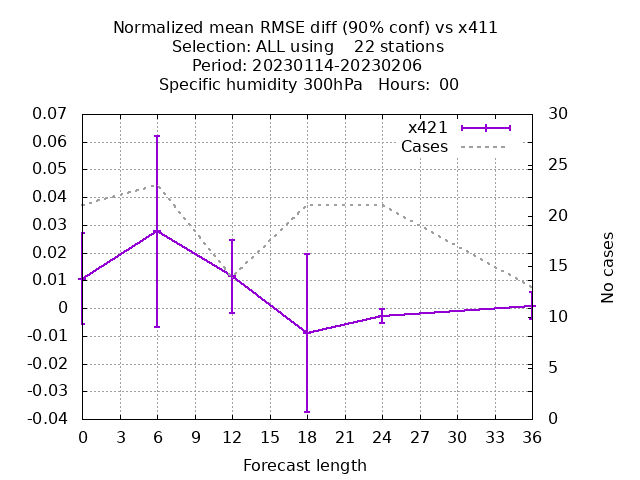 Normalized mean RMSE diff (90% conf) vs x411
Selection: ALL using    22 stations
Period: 20230114-20230206
Specific humidity 300hPa   Hours:  00
x421
Cases
0.07
0.06
0.05
0.04
0.03
0.02
0.01
0
-0.01
-0.02
-0.03
-0.04
30
25
20
15
10
5
0
No cases
0 3 6 9 12 15 18 21 24 27 30 33 36
Forecast length